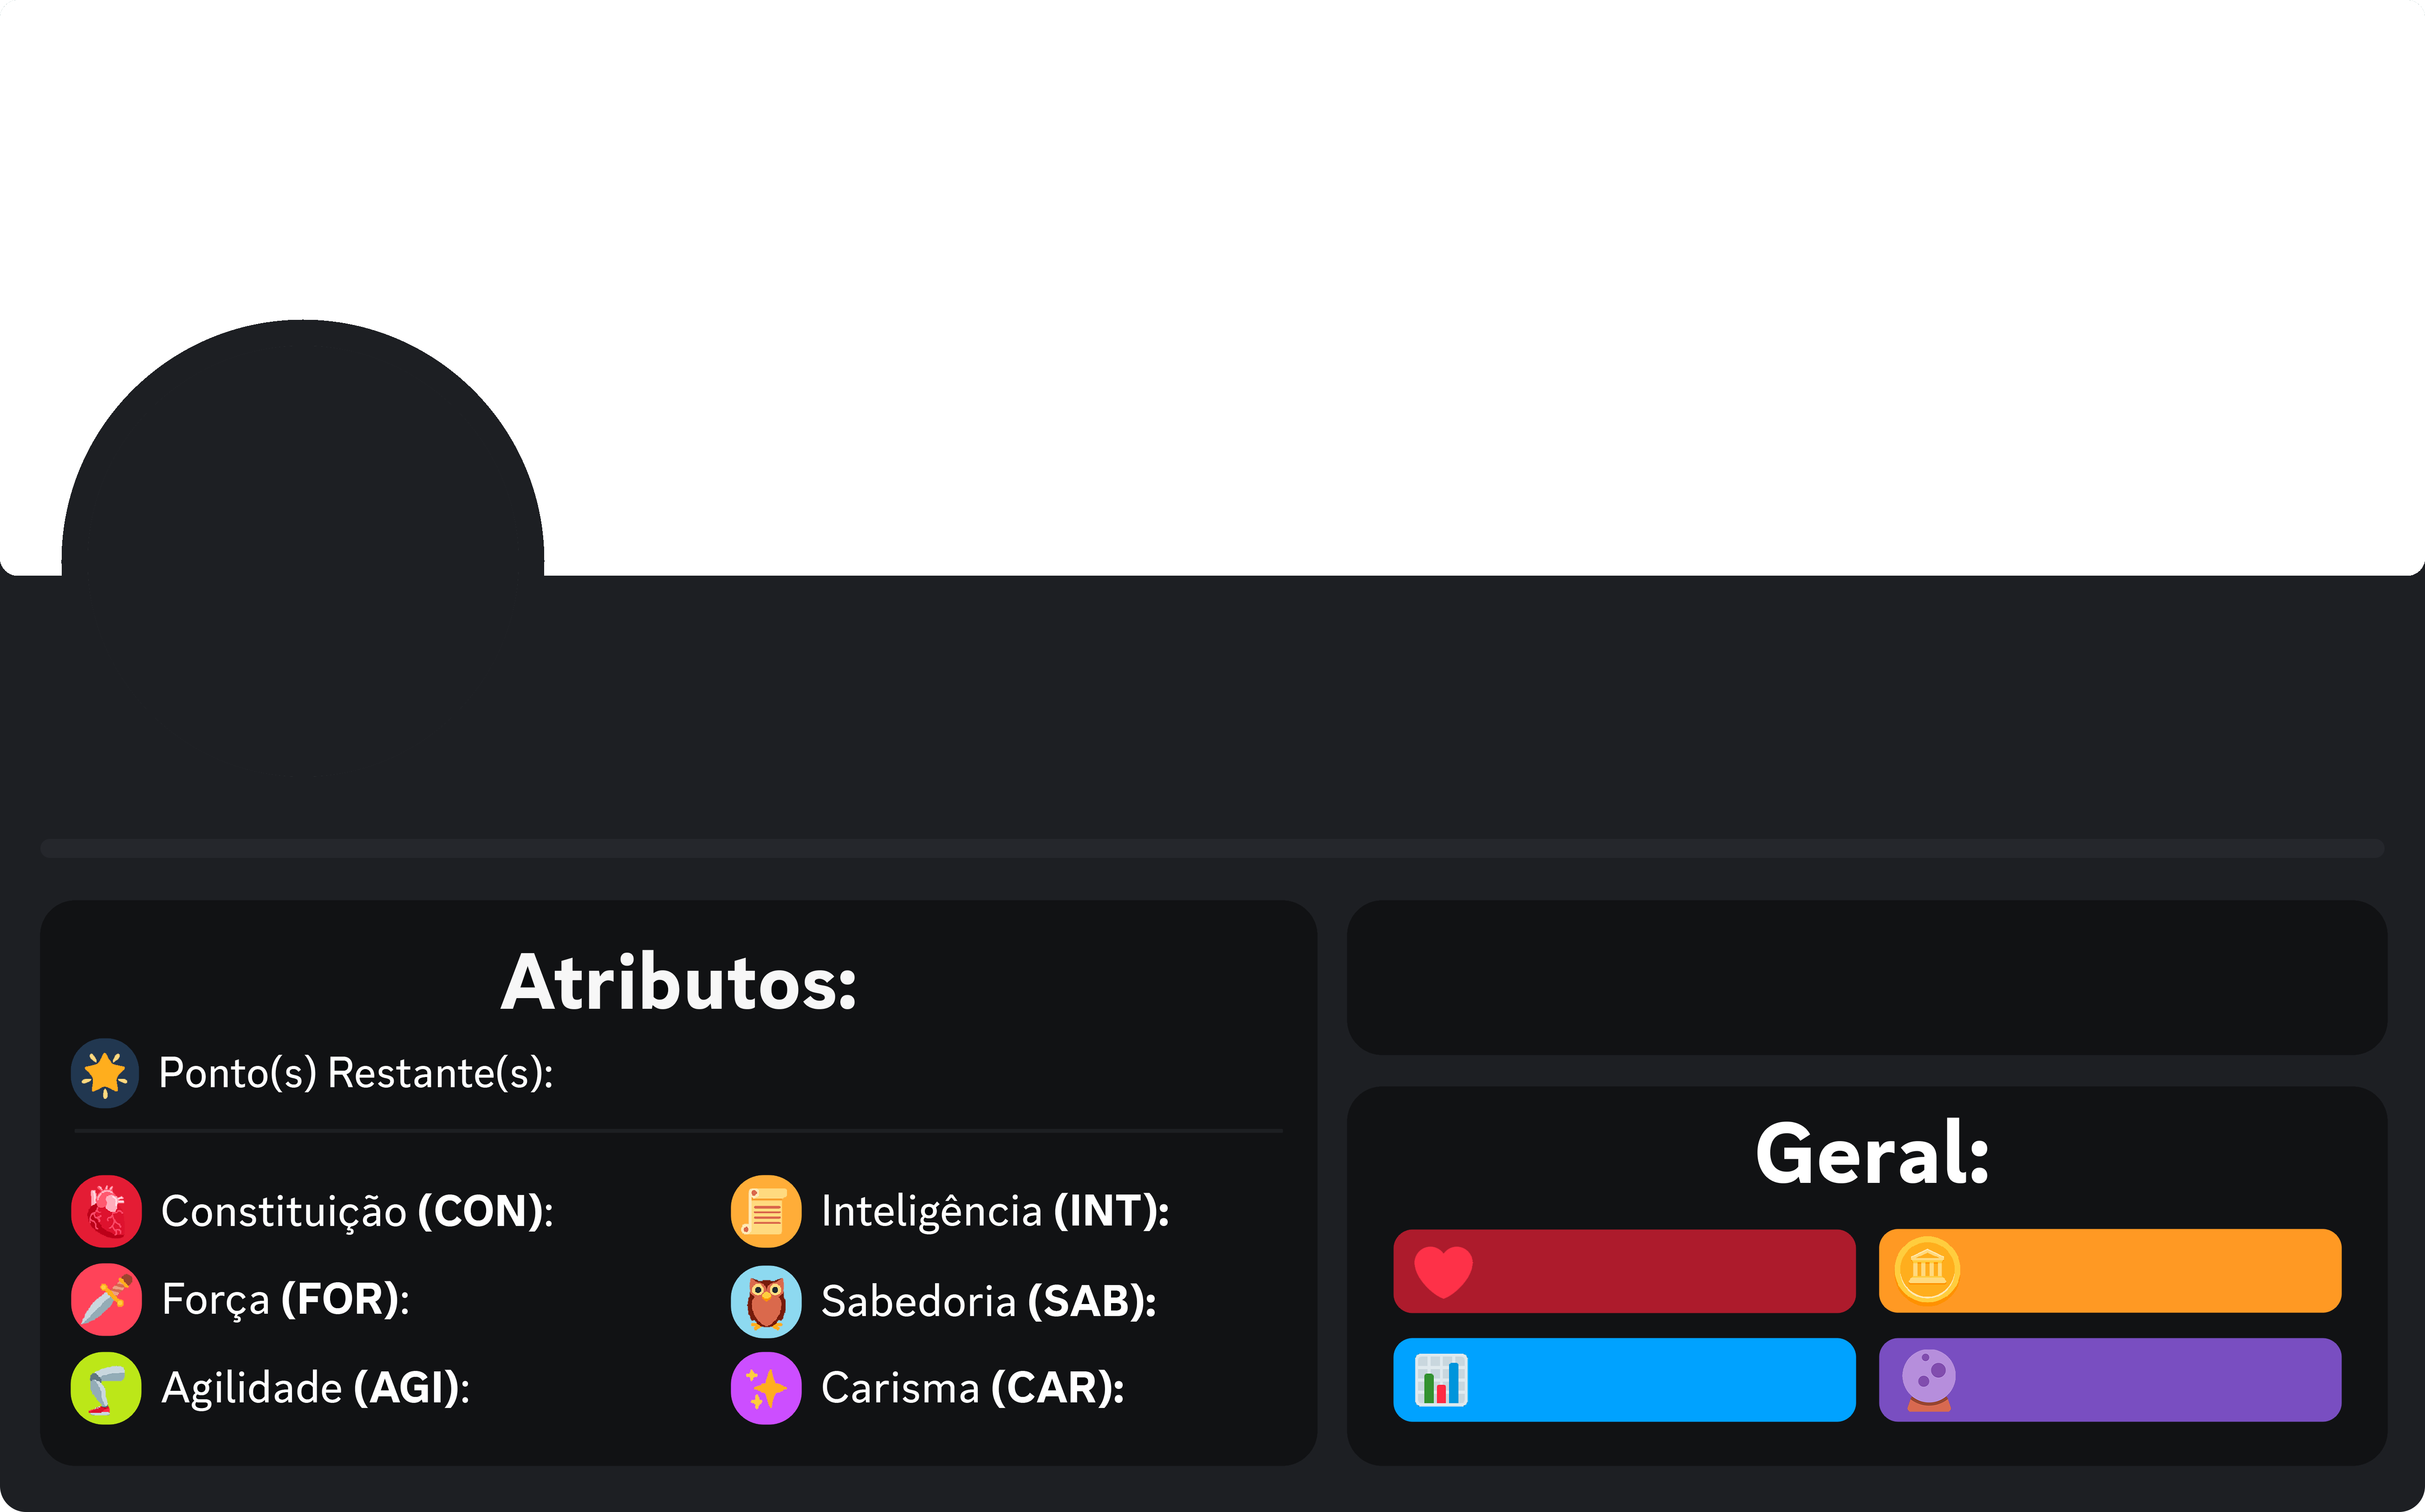 Atributos:
Ponto(s) Restante(s):
Constituição (CON):
Força (FOR):
Agilidade (AGI):
Inteligência (INT):
Sabedoria (SAB):
Carisma (CAR):
Geral: